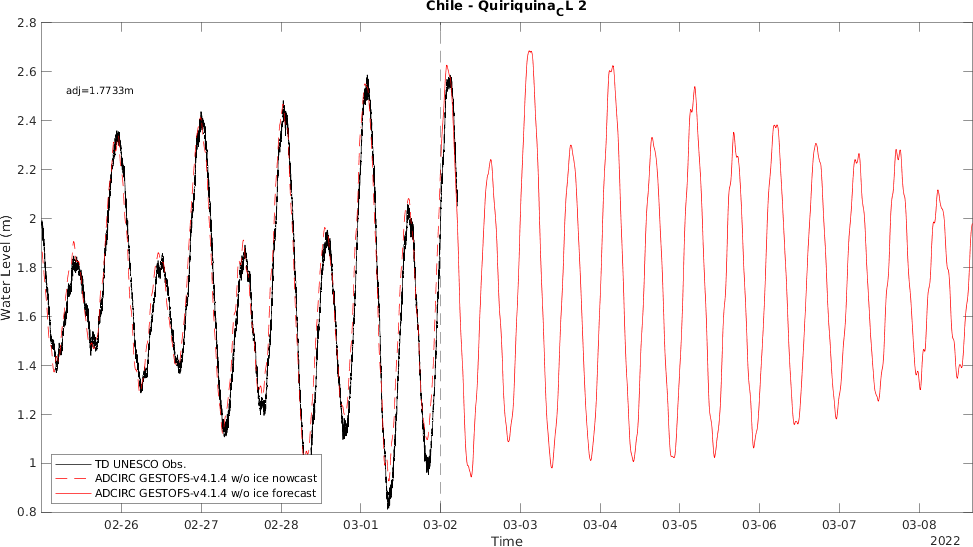 Chile - Quiriquina_CL 2
2.8
2.6
adj=1.7733m
2.4
2.2
2
1.8
1.6
1.4
1.2
1
0.8
Water Level (m)
TD UNESCO Obs.
ADCIRC GESTOFS-v4.1.4 w/o ice nowcast
ADCIRC GESTOFS-v4.1.4 w/o ice forecast
02-26 02-27 02-28 03-01 03-02 03-03 03-04 03-05 03-06 03-07 03-08
Time
2022